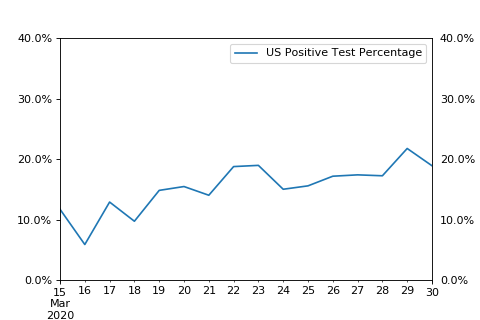 40.0% 40.0%
US Positive Test Percentage
30.0% 30.0%
20.0% 20.0%
10.0% 10.0%
0.0% 0.0%
15 16 17 18 19 20 21 22 23 24 25 26 27 28 29 30
Mar
2020